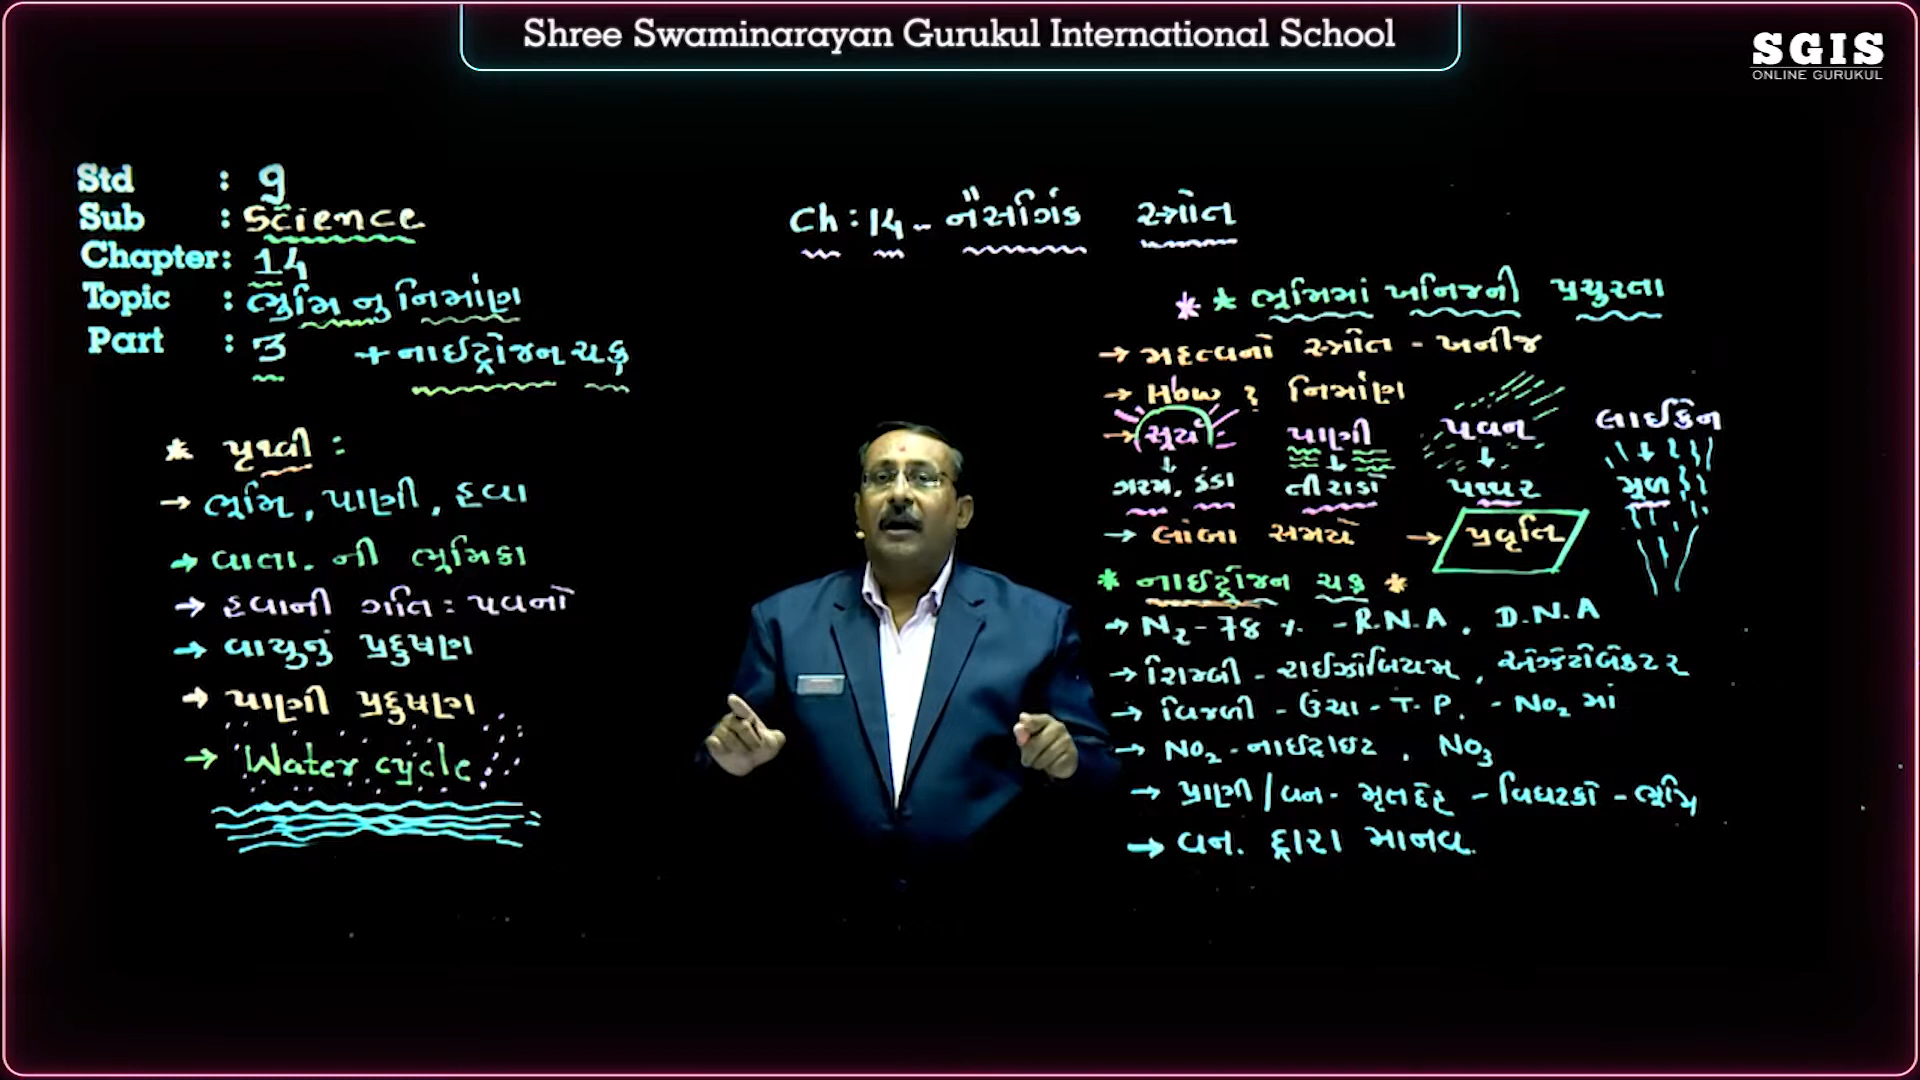 Shree Swaminarayan Gurukul International School
SGIS
ONLINE GURUKUL
Std : 9
Sub : Science
Chapter: 14
Topic : ભુમિ નુ નિર્માણ
Part : 3 + નાઈટ્રોજન ચક્ર
* પૃથ્વી :
→ ભૂમિ, પાણી, હવા
→ વાતા. ની ભૂમિકા
→ હવાની ગતિ : પવનો
→ વાયુનું પ્રદુષણ
→ પાણી પ્રદુષણ
→ Water cycle
Ch : 14 - નૈસર્ગિક સ્ત્રોત
* * ભૂમિમાં ખનિજની પ્રચુરતા
→ મહત્વનો સ્ત્રોત - ખનીજ
→ How ? નિર્માણ
→ સૂર્ય પાણી પવન લાઈકેન
↓ ↓ ↓ ↓
ગરમ, ઠંડા તીરાડો પથ્થર મૂળ
→ લાંબા સમયે → પ્રવૃતિ
* નાઈટ્રોજન ચક્ર *
→ N₂ - 78 % - R.N.A, D.N.A
→ શિમ્બી - રાઈઝોબિયમ, એઝેટોબેક્ટર
→ વિજળી - ઉંચા - T. P. - NO₂ માં
→ NO₂ - નાઈટ્રાઇટ, NO₃
→ પ્રાણી / વન - મૃતદેહ - વિઘટકો - ભૂમિ
→ વન. દ્વારા માનવ.